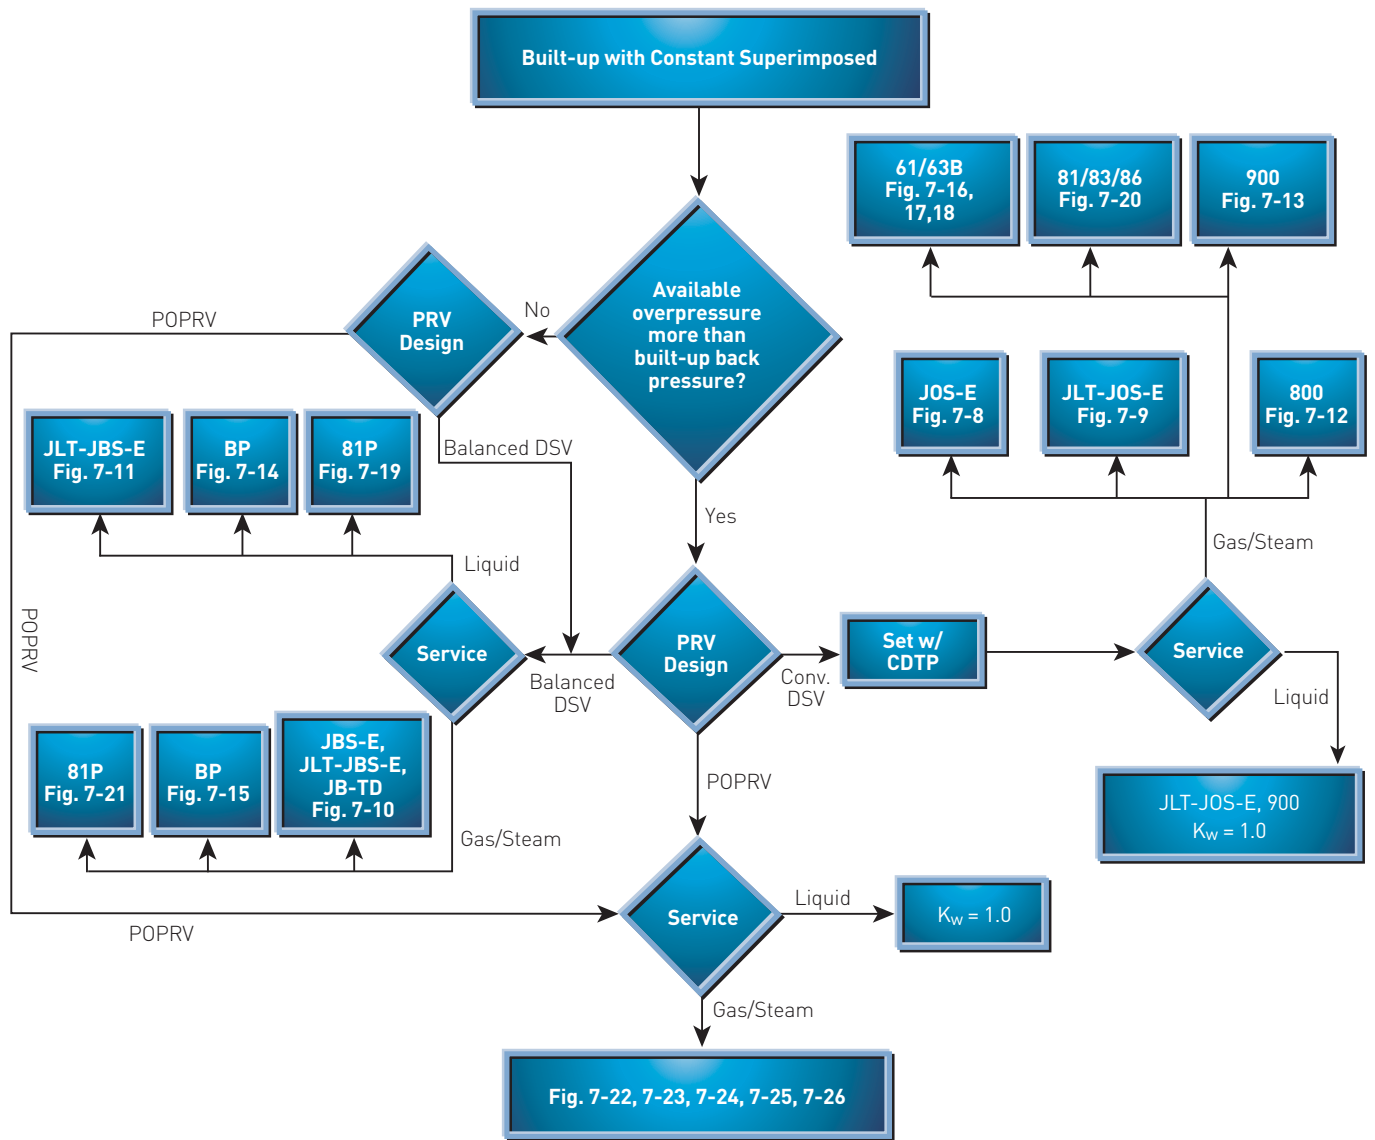 Built-up with Constant Superimposed
61/63B
Fig. 7-16,
17,18
81/83/86
Fig. 7-20
900
Fig. 7-13
Available
overpressure
more than
built-up back
pressure?
No
PRV
Design
POPRV
JOS-E
Fig. 7-8
JLT-JOS-E
Fig. 7-9
800
Fig. 7-12
JLT-JBS-E
Fig. 7-11
BP
Fig. 7-14
81P
Fig. 7-19
Balanced DSV
Yes
Gas/Steam
Liquid
POPRV
Service
Balanced
DSV
PRV
Design
Conv.
DSV
Set w/
CDTP
Service
Liquid
81P
Fig. 7-21
BP
Fig. 7-15
JBS-E,
JLT-JBS-E,
JB-TD
Fig. 7-10
Gas/Steam
POPRV
JLT-JOS-E, 900
Kw = 1.0
POPRV
Service
Liquid
Kw = 1.0
Gas/Steam
Fig. 7-22, 7-23, 7-24, 7-25, 7-26